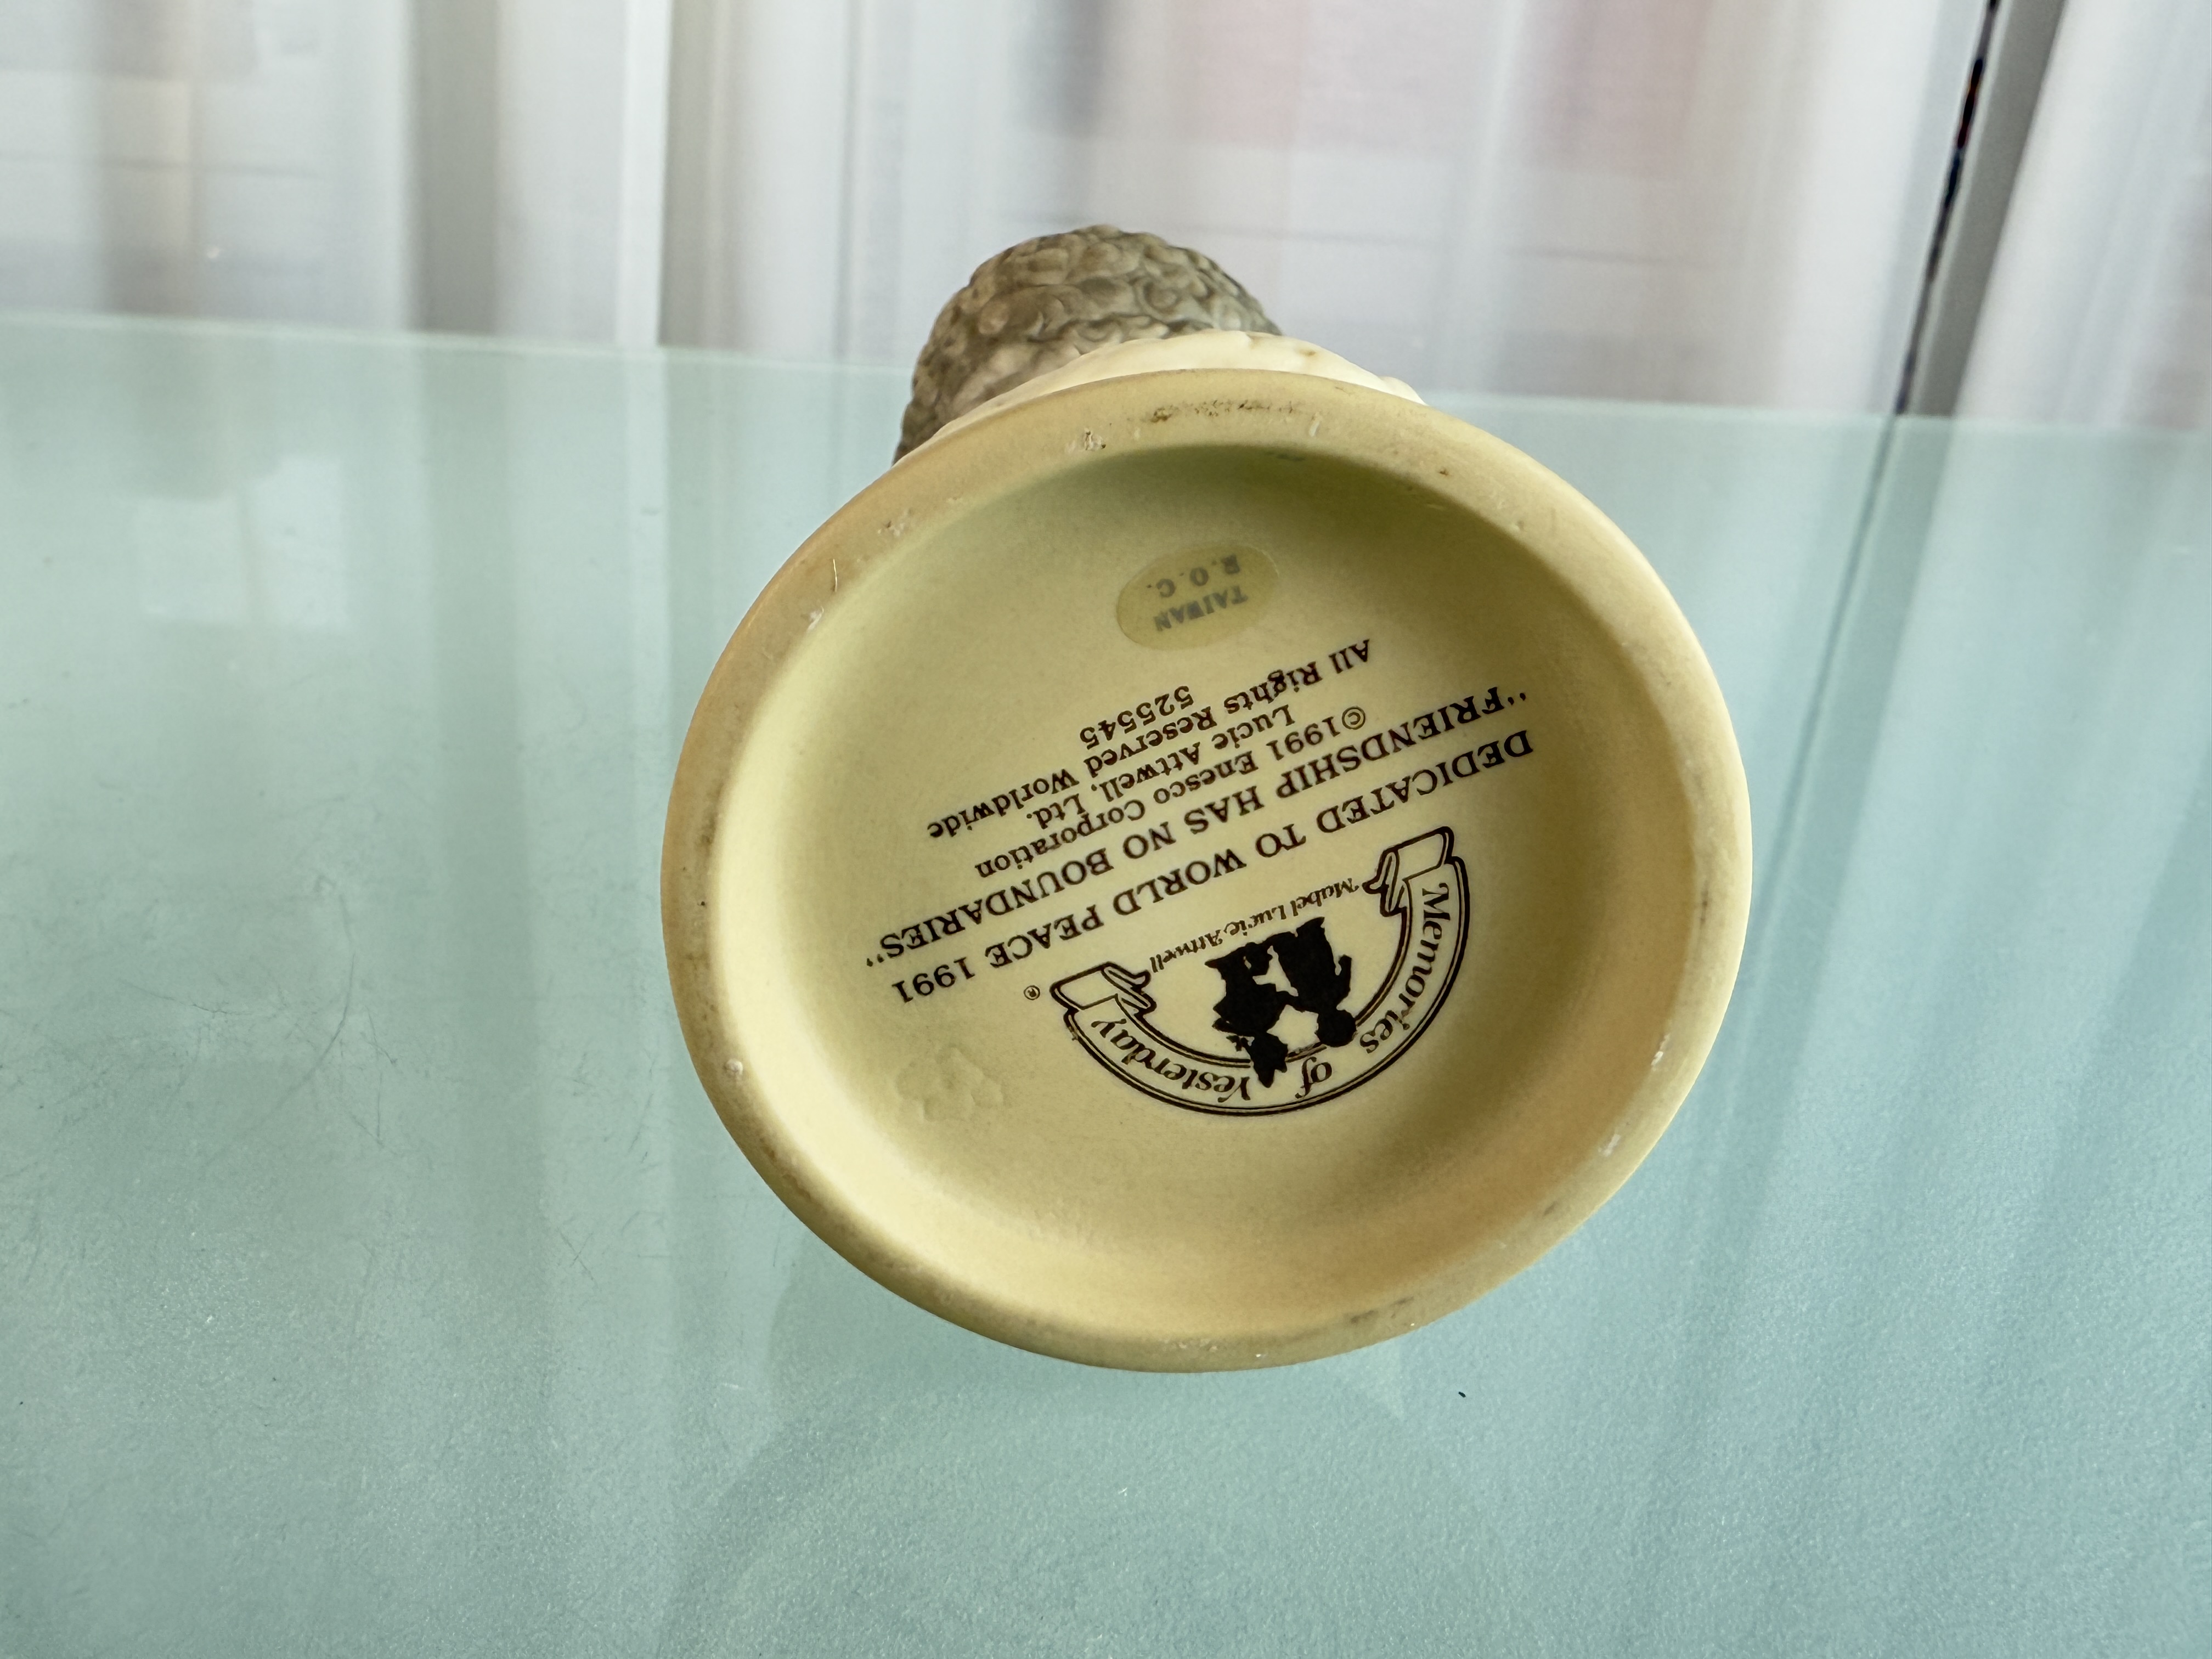 Memories of Yesterday
®
Mabel Lucie Attwell
DEDICATED TO WORLD PEACE 1991
"FRIENDSHIP HAS NO BOUNDARIES"
©1991 Enesco Corporation
Lucie Attwell, Ltd.
All Rights Reserved Worldwide
525545
TAIWAN
R.O.C.